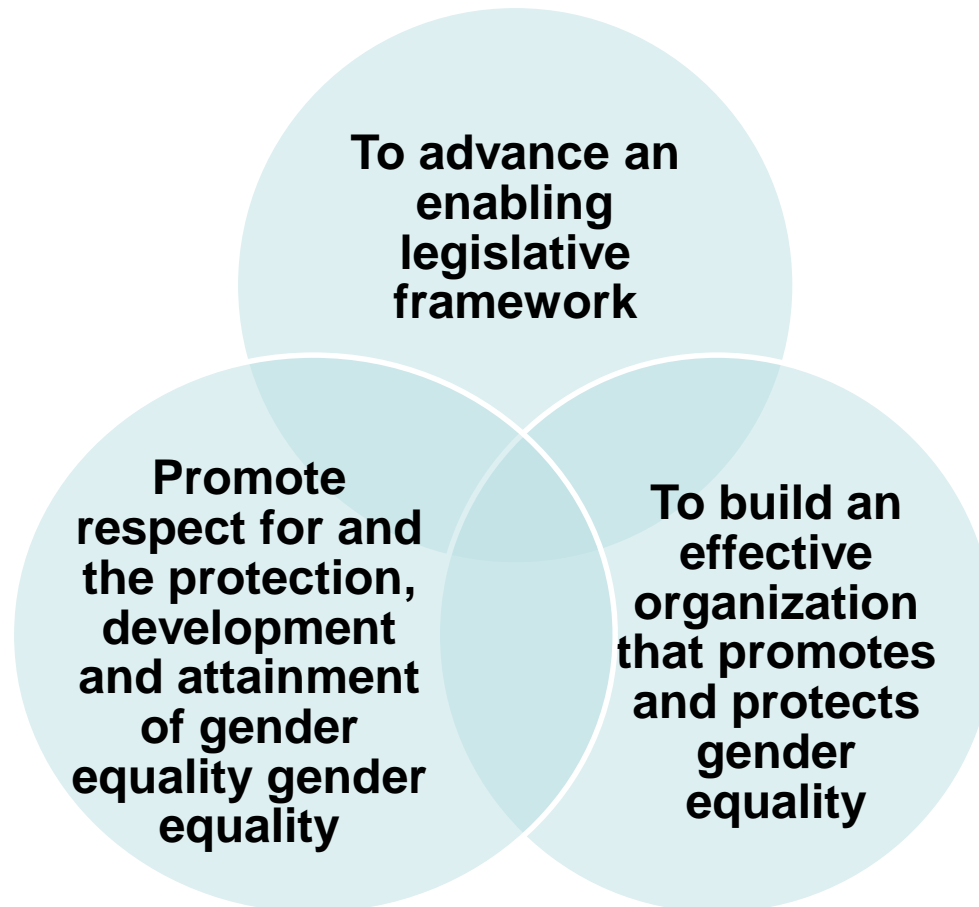 To advance an
enabling
legislative
framework
Promote
respect for and
the protection,
development
and attainment
of gender
equality gender
equality
To build an
effective
organization
that promotes
and protects
gender
equality